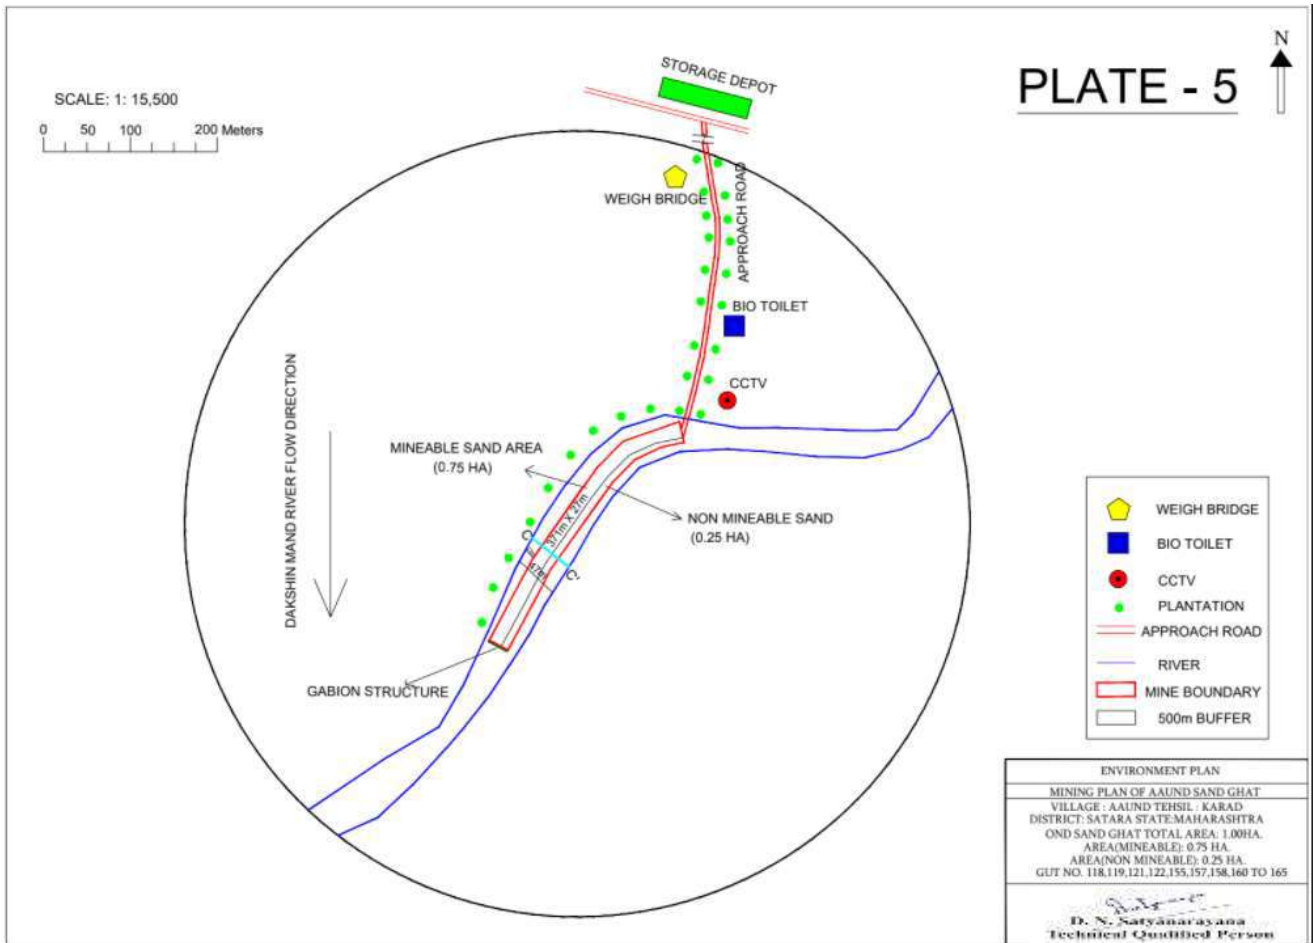 PLATE - 5
N
SCALE: 1: 15,500
0 50 100 200 Meters
STORAGE DEPOT
WEIGH BRIDGE
APPROACH ROAD
BIO TOILET
CCTV
DAKSHIN MAND RIVER FLOW DIRECTION
MINEABLE SAND AREA
(0.75 HA)
371m X 27m
NON MINEABLE SAND
(0.25 HA)
C
C'
47m
GABION STRUCTURE
WEIGH BRIDGE
BIO TOILET
CCTV
PLANTATION
APPROACH ROAD
RIVER
MINE BOUNDARY
500m BUFFER
ENVIRONMENT PLAN
MINING PLAN OF AAUND SAND GHAT
VILLAGE : AAUND TEHSIL : KARAD
DISTRICT: SATARA STATE:MAHARASHTRA
OND SAND GHAT TOTAL AREA: 1.00HA.
AREA(MINEABLE): 0.75 HA.
AREA(NON MINEABLE): 0.25 HA.
GUT NO. 118,119,121,122,155,157,158,160 TO 165
D. N. Satyanarayana
Technical Qualified Person